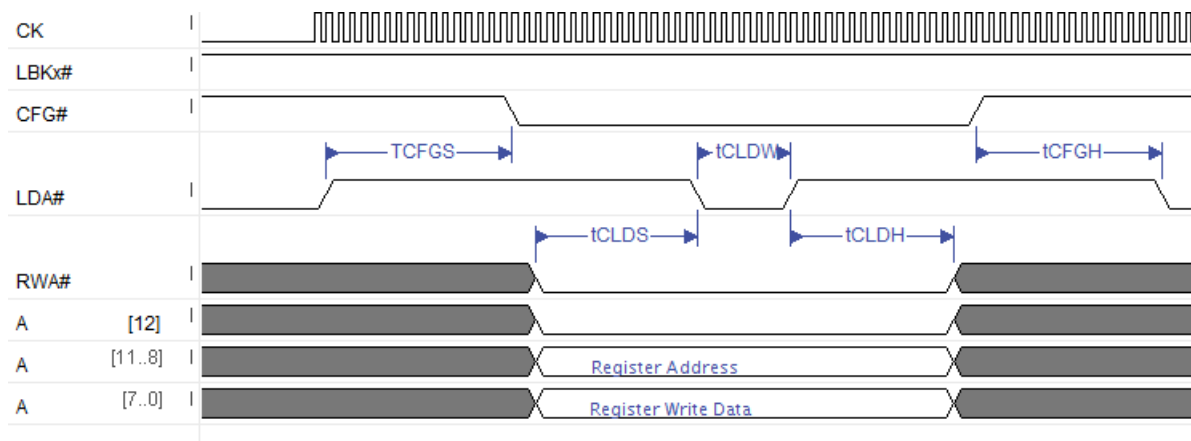 CK
LBKx#
CFG#
TCFGS tCLDW tCFGH
LDA#
tCLDS tCLDH
RWA#
A [12]
A [11..8] Register Address
A [7..0] Register Write Data